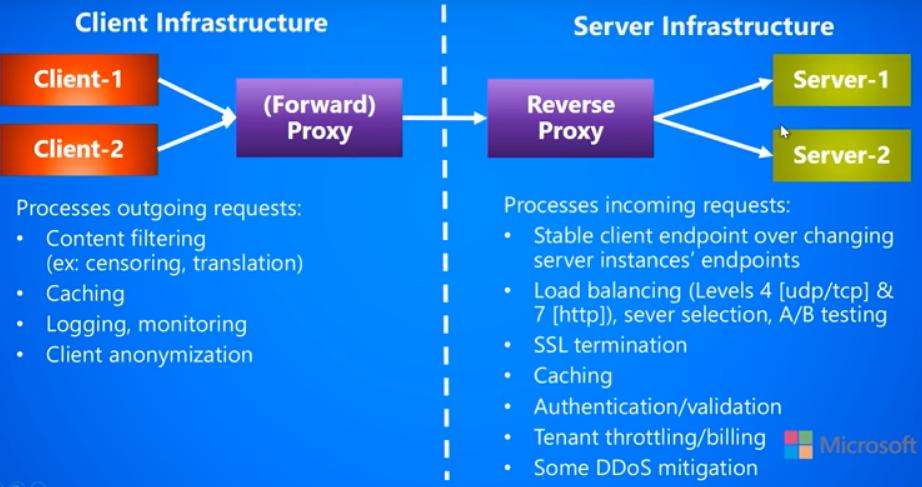 Client Infrastructure
Client-1
Client-2
(Forward)
Proxy
Processes outgoing requests:
• Content filtering
(ex: censoring, translation)
• Caching
• Logging, monitoring
• Client anonymization
Server Infrastructure
Reverse
Proxy
Server-1
Server-2
Processes incoming requests:
• Stable client endpoint over changing
server instances’ endpoints
• Load balancing (Levels 4 [udp/tcp] &
7 [http]), sever selection, A/B testing
• SSL termination
• Caching
• Authentication/validation
• Tenant throttling/billing
• Some DDoS mitigation
Microsoft